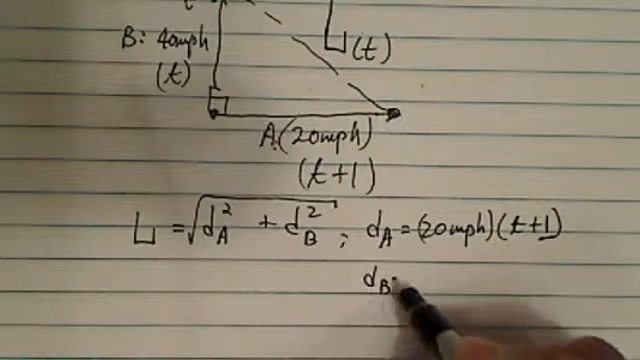 B: 40mph
(t)
L(t)
A(20mph)
(t+1)
L = √dA² + dB² ; dA = (20mph)(t+1)
dB